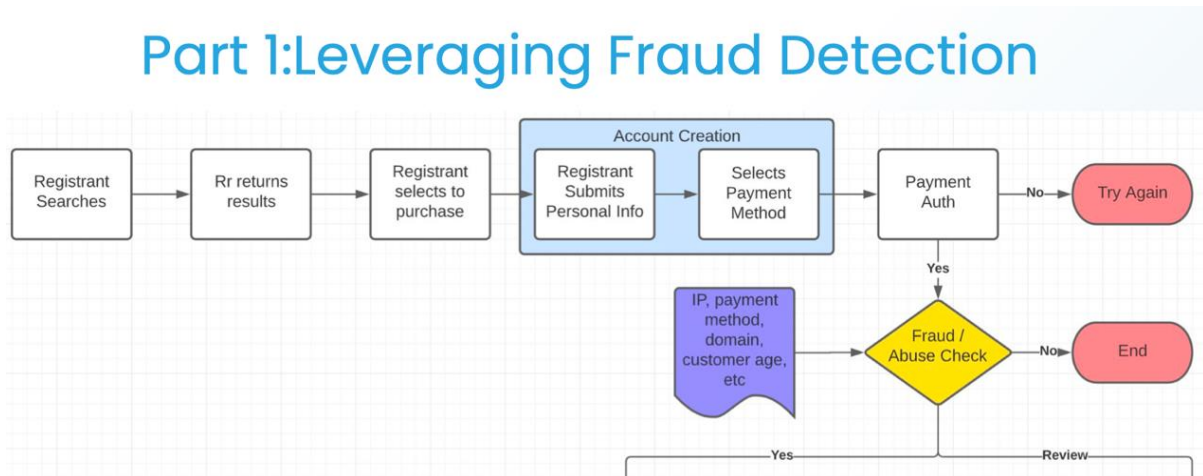 Part 1:Leveraging Fraud Detection
Account Creation
Registrant
Searches
Rr returns
results
Registrant
selects to
purchase
Registrant
Submits
Personal Info
Selects
Payment
Method
Payment
Auth
No
Try Again
Yes
IP, payment
method,
domain,
customer age,
etc
Fraud /
Abuse Check
No
End
Yes
Review